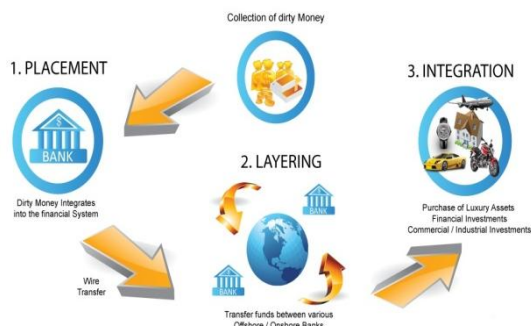 Collection of dirty Money
1. PLACEMENT
BANK
Dirty Money Integrates
into the financial System
Wire
Transfer
2. LAYERING
BANK
BANK
Transfer funds between various
Offshore / Onshore Banks
3. INTEGRATION
Purchase of Luxury Assets
Financial Investments
Commercial / Industrial Investments